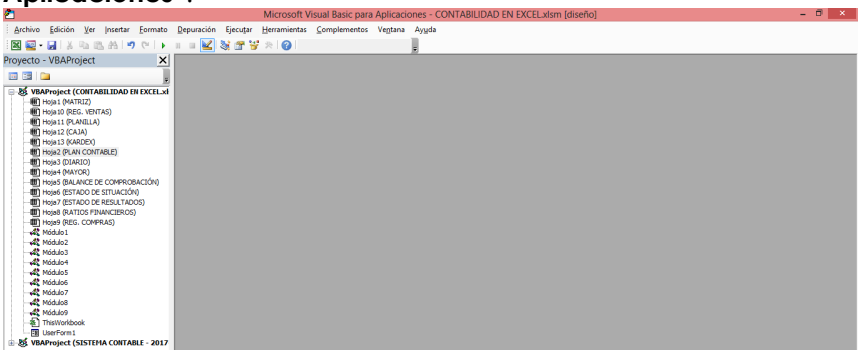 Aplicaciones".
Microsoft Visual Basic para Aplicaciones - CONTABILIDAD EN EXCEL.xlsm [diseño]
Archivo Edición Ver Insertar Formato Depuración Ejecutar Herramientas Complementos Ventana Ayuda
Proyecto - VBAProject
VBAProject (CONTABILIDAD EN EXCEL.xl
Hoja1 (MATRIZ)
Hoja10 (REG. VENTAS)
Hoja11 (PLANILLA)
Hoja12 (CAJA)
Hoja13 (KARDEX)
Hoja2 (PLAN CONTABLE)
Hoja3 (DIARIO)
Hoja4 (MAYOR)
Hoja5 (BALANCE DE COMPROBACIÓN)
Hoja6 (ESTADO DE SITUACIÓN)
Hoja7 (ESTADO DE RESULTADOS)
Hoja8 (RATIOS FINANCIEROS)
Hoja9 (REG. COMPRAS)
Módulo1
Módulo2
Módulo3
Módulo4
Módulo5
Módulo6
Módulo7
Módulo8
Módulo9
ThisWorkbook
UserForm1
VBAProject (SISTEMA CONTABLE - 2017